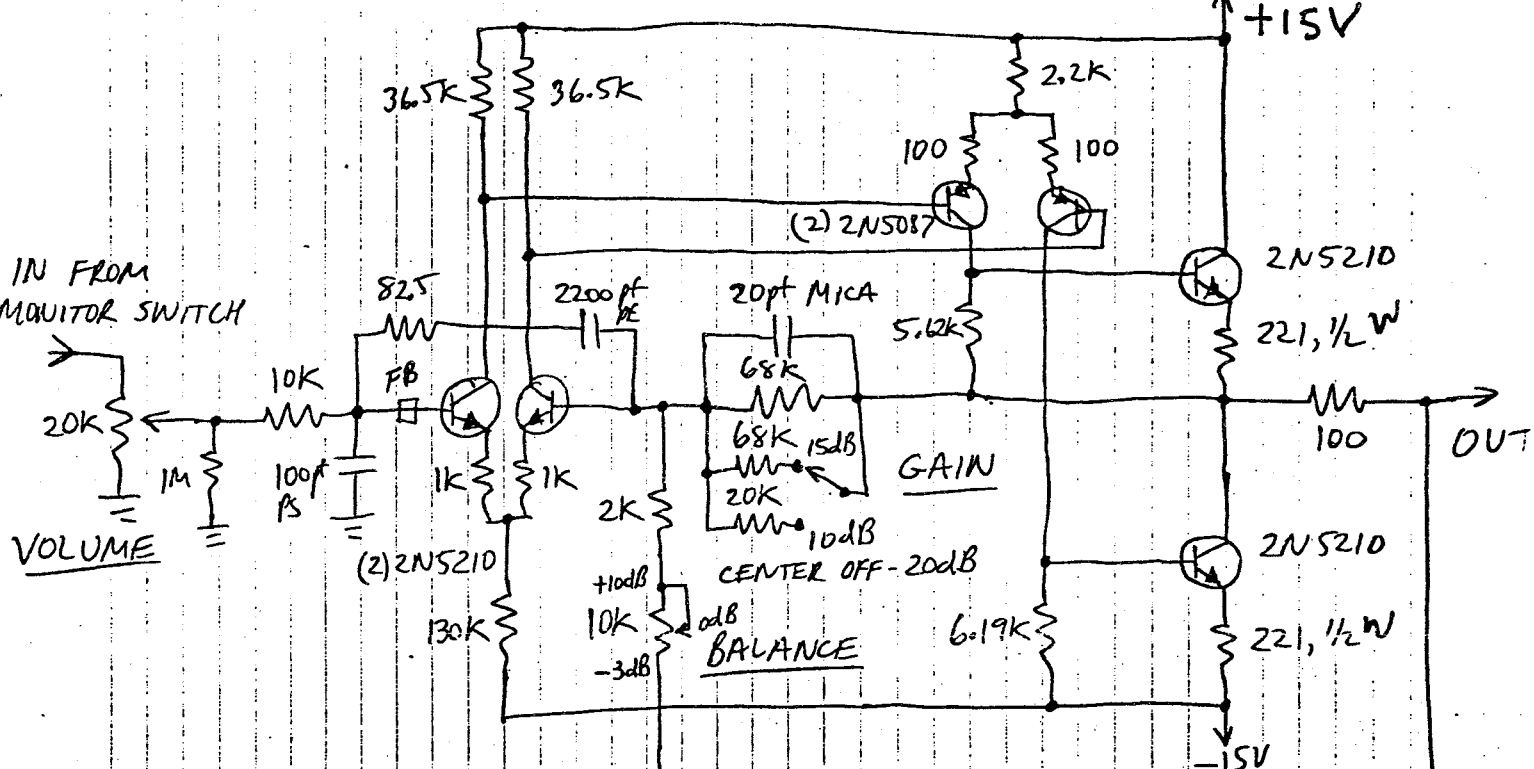 +15V
36.5K
36.5K
2.2K
100
100
(2) 2N5087
2N5210
IN FROM
MONITOR SWITCH
825
2200pf
PE
20pf MICA
5.62K
221, 1/2 W
10K
FB
68K
20K
1M
100pf
PS
1K
1K
68K
15dB
GAIN
100
OUT
2K
20K
10dB
VOLUME
(2) 2N5210
CENTER OFF - 20dB
2N5210
+10dB
130K
10K
0dB
6.19K
221, 1/2 W
-3dB
BALANCE
-15V